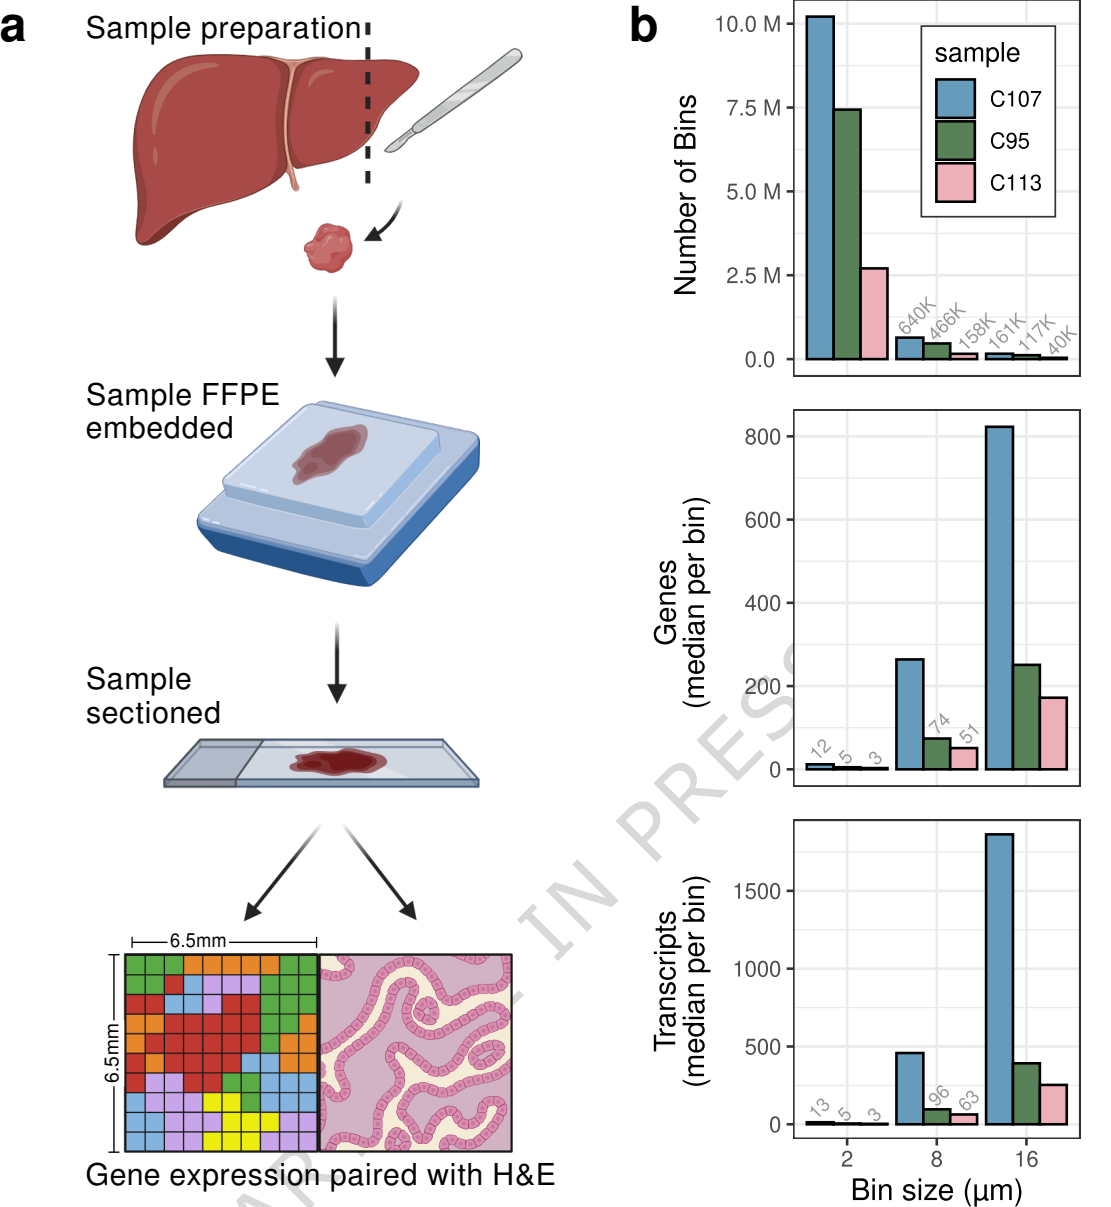 a
Sample preparation
Sample FFPE
embedded
Sample
sectioned
6.5mm
6.5mm
Gene expression paired with H&E
b
Number of Bins
10.0 M
7.5 M
5.0 M
2.5 M
0.0
sample
C107
C95
C113
640K
466K
158K
161K
117K
40K
Genes
(median per bin)
800
600
400
200
0
12
5
3
74
51
Transcripts
(median per bin)
1500
1000
500
0
13
5
3
96
63
2
8
16
Bin size (µm)
IN PRESS